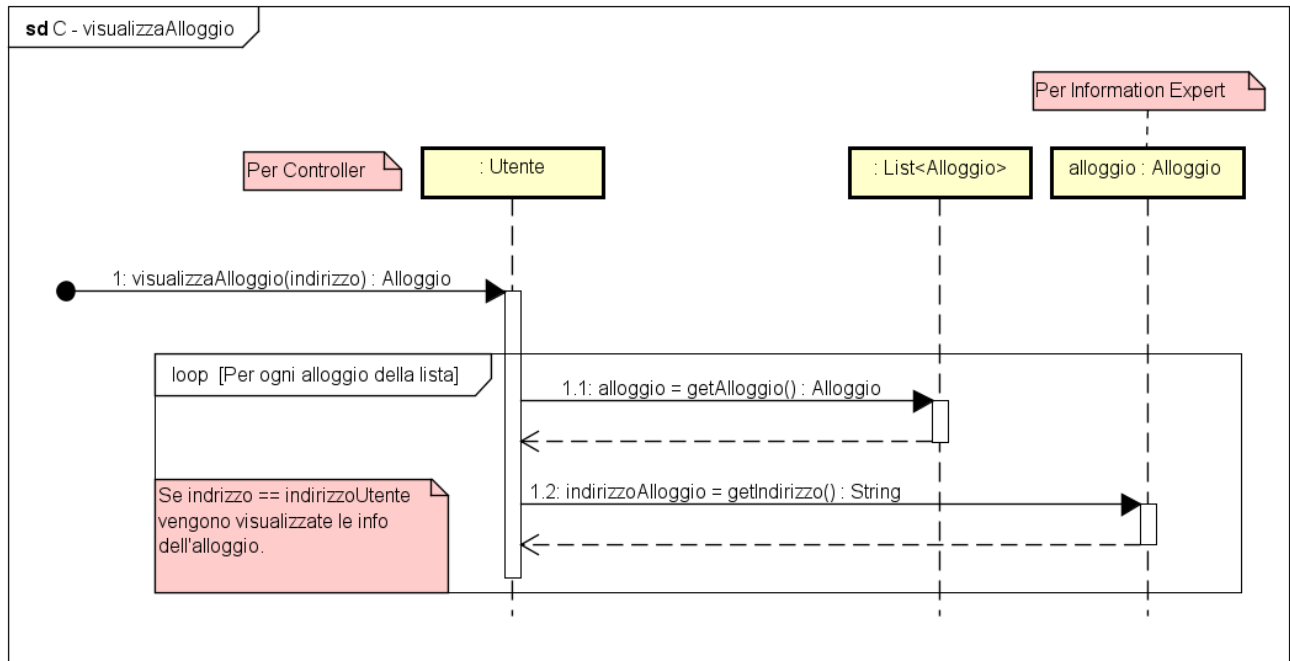 sd C - visualizzaAlloggio
Per Information Expert
Per Controller
: Utente
: List<Alloggio>
alloggio : Alloggio
1: visualizzaAlloggio(indirizzo) : Alloggio
loop [Per ogni alloggio della lista]
1.1: alloggio = getAlloggio() : Alloggio
Se indrizzo == indirizzoUtente
vengono visualizzate le info
dell'alloggio.
1.2: indirizzoAlloggio = getIndirizzo() : String